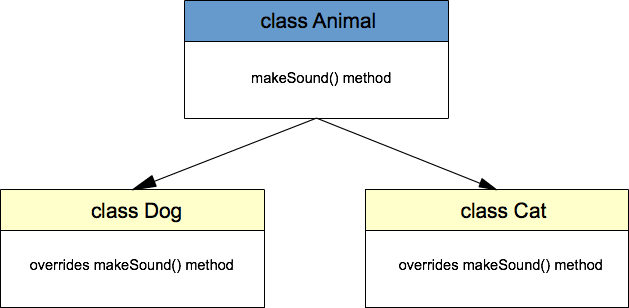 class Animal
makeSound() method
class Dog
overrides makeSound() method
class Cat
overrides makeSound() method